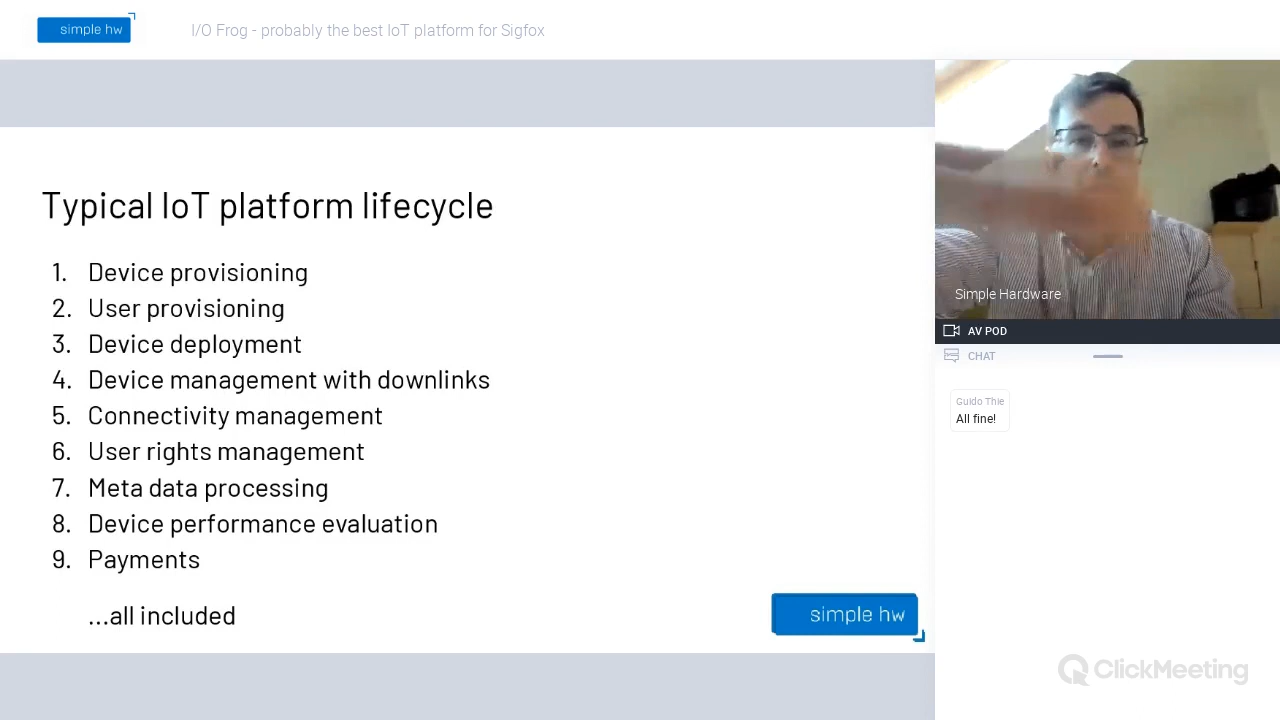 simple hw
I/O Frog - probably the best IoT platform for Sigfox
Typical IoT platform lifecycle
1. Device provisioning
2. User provisioning
3. Device deployment
4. Device management with downlinks
5. Connectivity management
6. User rights management
7. Meta data processing
8. Device performance evaluation
9. Payments
...all included
simple hw
Simple Hardware
AV POD
CHAT
Guido Thie
All fine!
ClickMeeting